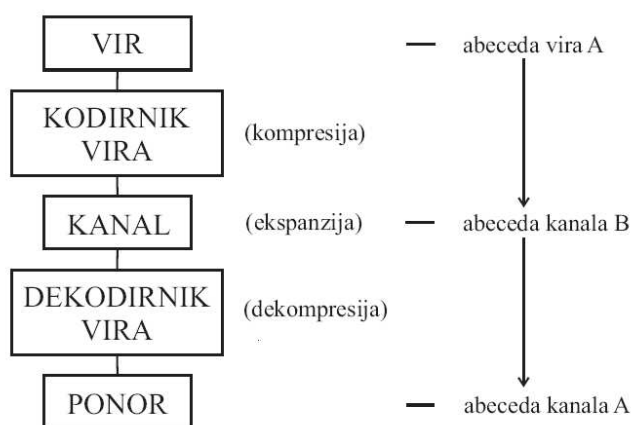 VIR — abeceda vira A
KODIRNIK
VIRA
(kompresija)
KANAL (ekspanzija) — abeceda kanala B
DEKODIRNIK
VIRA
(dekompresija)
PONOR — abeceda kanala A